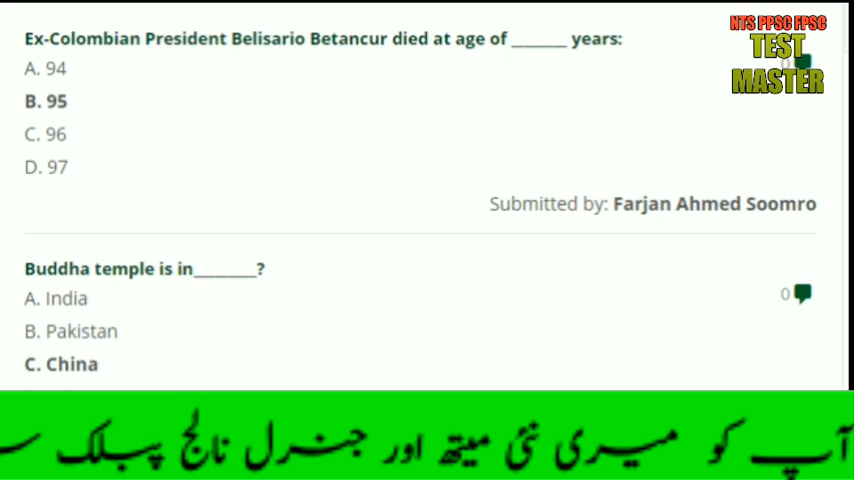 Ex-Colombian President Belisario Betancur died at age of _______ years:
A. 94
B. 95
C. 96
D. 97
Submitted by: Farjan Ahmed Soomro
Buddha temple is in________?
A. India
B. Pakistan
C. China
NTS PPSC FPSC
TEST
MASTER
0
0
آپ کو میری نئی میتھ اور جنرل نالج پبلک